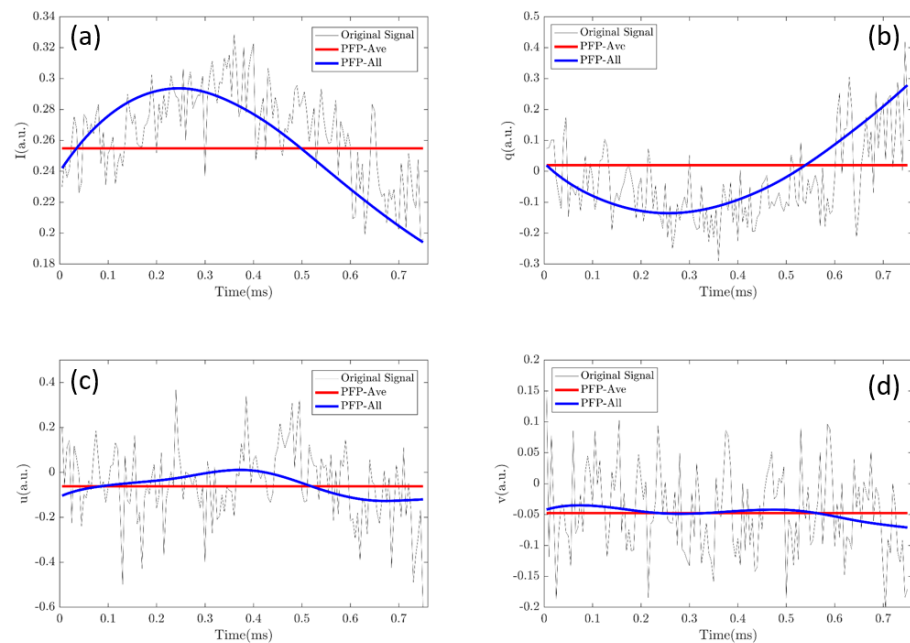 (a)
Original Signal
PFP-Ave
PFP-All
I(a.u.)
0.34
0.32
0.3
0.28
0.26
0.24
0.22
0.2
0.18
0 0.1 0.2 0.3 0.4 0.5 0.6 0.7
Time(ms)
(b)
Original Signal
PFP-Ave
PFP-All
q(a.u.)
0.5
0.4
0.3
0.2
0.1
0
-0.1
-0.2
-0.3
0 0.1 0.2 0.3 0.4 0.5 0.6 0.7
Time(ms)
(c)
Original Signal
PFP-Ave
PFP-All
u(a.u.)
0.4
0.2
0
-0.2
-0.4
-0.6
0 0.1 0.2 0.3 0.4 0.5 0.6 0.7
Time(ms)
(d)
Original Signal
PFP-Ave
PFP-All
v(a.u.)
0.2
0.15
0.1
0.05
0
-0.05
-0.1
-0.15
-0.2
0 0.1 0.2 0.3 0.4 0.5 0.6 0.7
Time(ms)